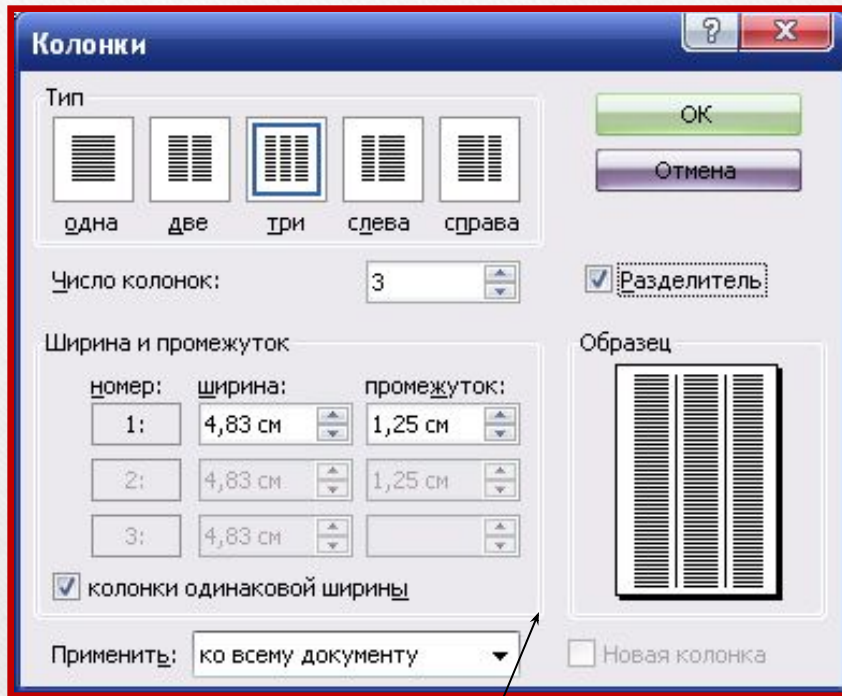 Колонки
Тип
ОК
Отмена
одна две три слева справа
Число колонок: 3
Разделитель
Ширина и промежуток
Образец
номер: ширина: промежуток:
1: 4,83 см 1,25 см
2: 4,83 см 1,25 см
3: 4,83 см
колонки одинаковой ширины
Применить: ко всему документу
Новая колонка